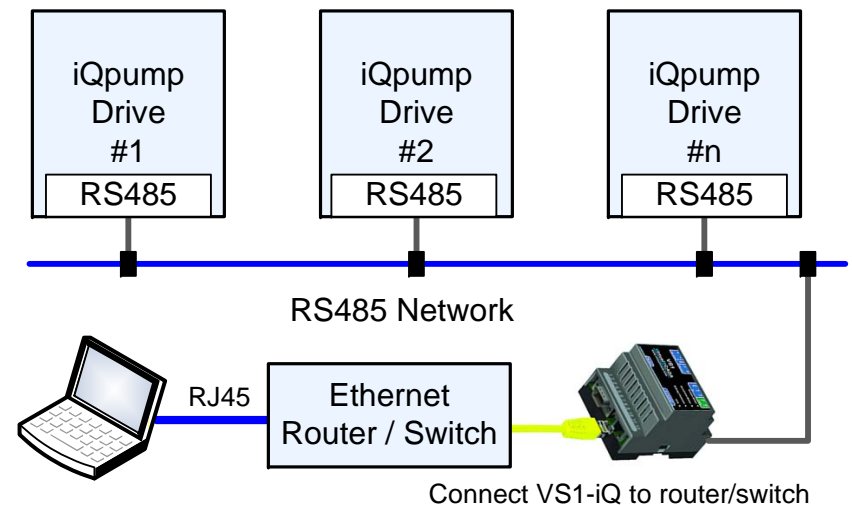 iQpump
Drive
#1
RS485
iQpump
Drive
#2
RS485
iQpump
Drive
#n
RS485
RS485 Network
RJ45
Ethernet
Router / Switch
Connect VS1-iQ to router/switch